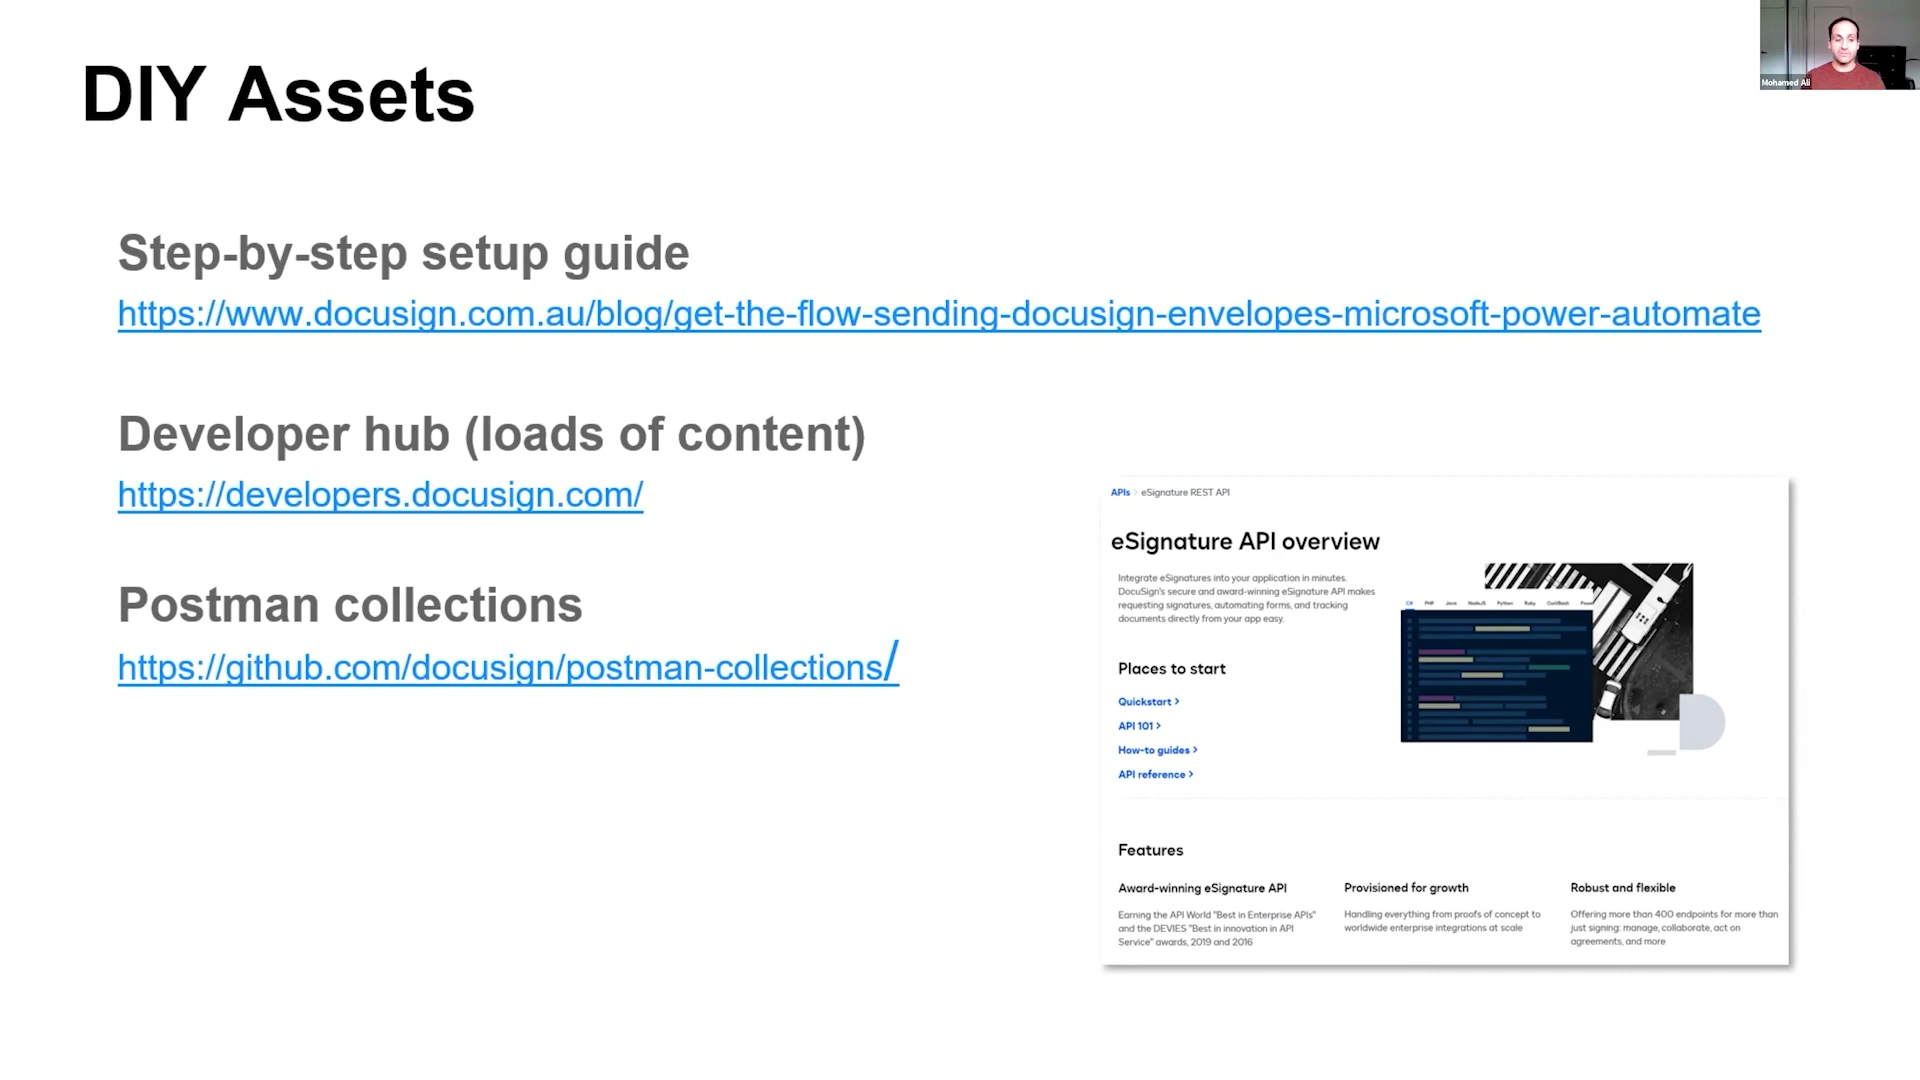 DIY Assets
Mohamed Ali
Step-by-step setup guide
https://www.docusign.com.au/blog/get-the-flow-sending-docusign-envelopes-microsoft-power-automate
Developer hub (loads of content)
https://developers.docusign.com/
Postman collections
https://github.com/docusign/postman-collections/
APIs > eSignature REST API
eSignature API overview
Integrate eSignatures into your application in minutes.
DocuSign's secure and award-winning eSignature API makes
requesting signatures, automating forms, and tracking
documents directly from your app easy.
C# PHP Java NodeJS Python Ruby Curl/Bash
Places to start
Quickstart >
API 101 >
How-to guides >
API reference >
Features
Award-winning eSignature API
Earning the API World "Best in Enterprise APIs"
and the DEVIES "Best in innovation in API
Service" awards, 2019 and 2016
Provisioned for growth
Handling everything from proofs of concept to
worldwide enterprise integrations at scale
Robust and flexible
Offering more than 400 endpoints for more than
just signing: manage, collaborate, act on
agreements, and more